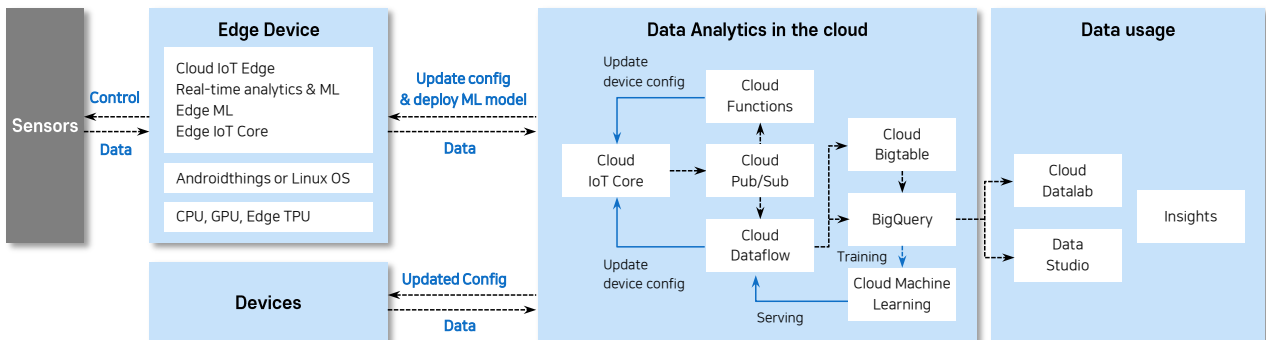 Sensors
Control
Data
Edge Device
Cloud IoT Edge
Real-time analytics & ML
Edge ML
Edge IoT Core
Androidthings or Linux OS
CPU, GPU, Edge TPU
Devices
Update config
& deploy ML model
Data
Updated Config
Data
Data Analytics in the cloud
Update
device config
Cloud
Functions
Cloud
IoT Core
Cloud
Pub/Sub
Cloud
Dataflow
Update
device config
Cloud
Bigtable
BigQuery
Training
Cloud Machine
Learning
Serving
Data usage
Cloud
Datalab
Data
Studio
Insights